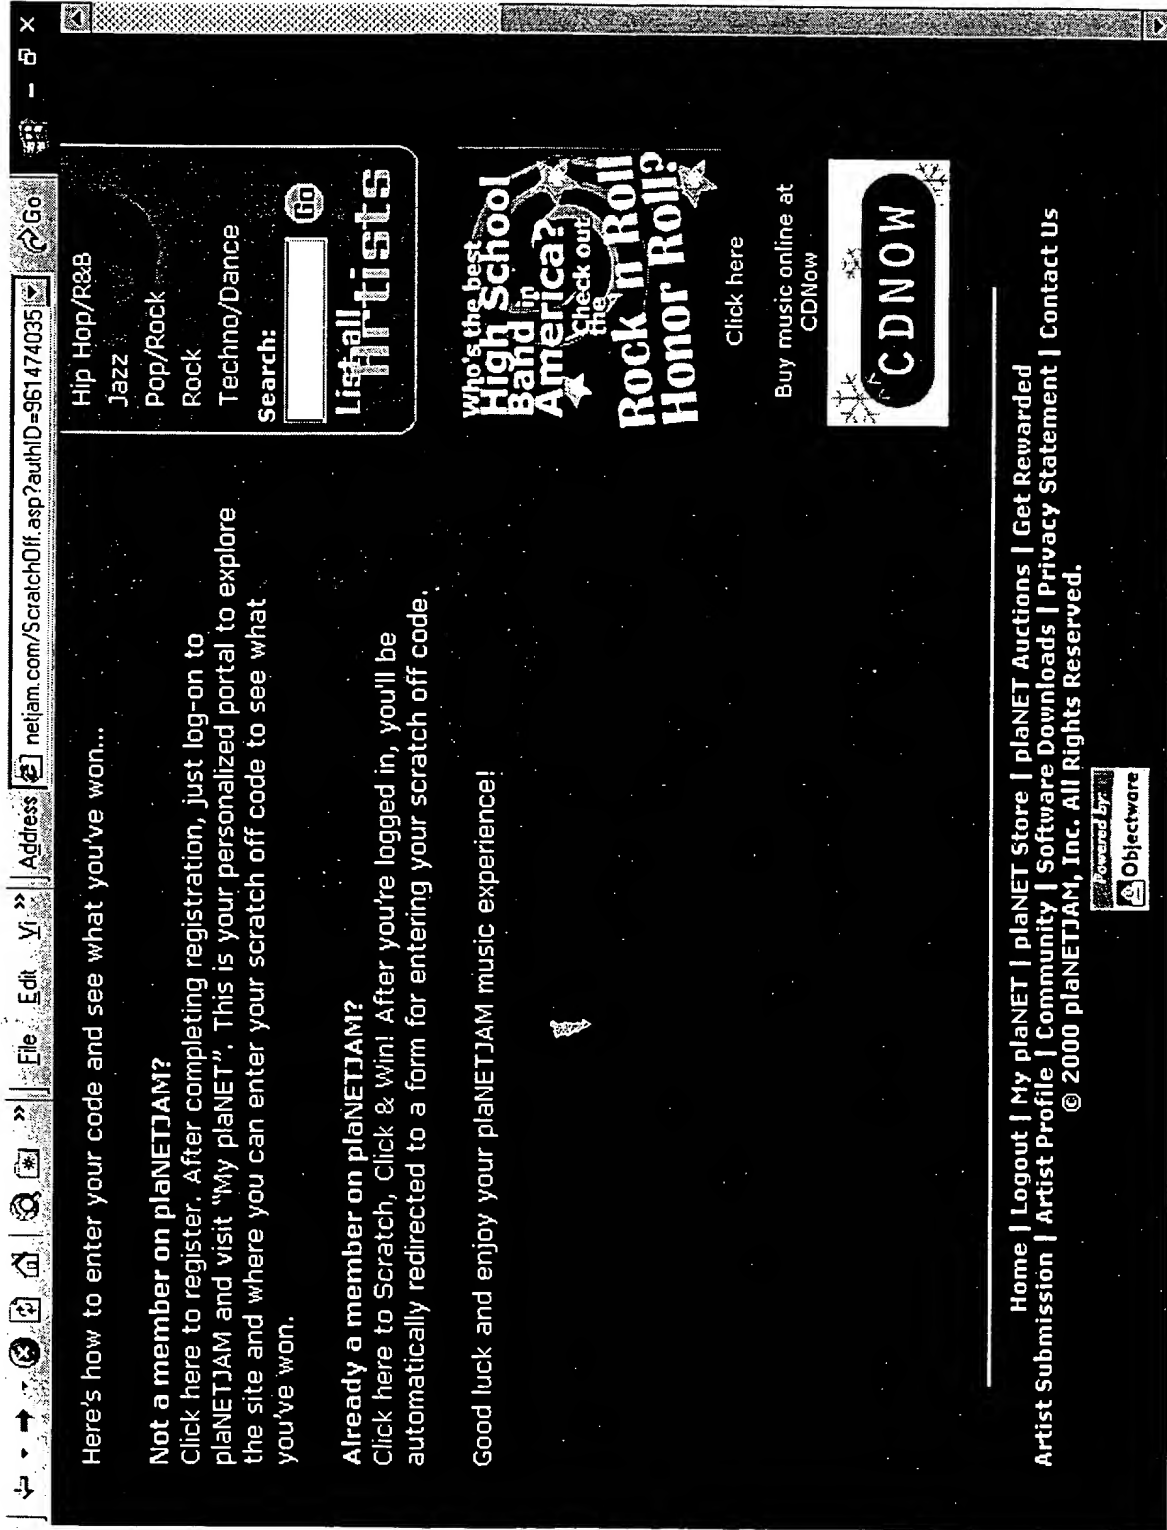 File Edit Vi » Address netjam.com/ScratchOff.asp?authID=961474035 Go
Here's how to enter your code and see what you've won...
Not a member on plaNETJAM?
Click here to register. After completing registration, just log-on to
plaNETJAM and visit "My plaNET". This is your personalized portal to explore
the site and where you can enter your scratch off code to see what
you've won.
Already a member on plaNETJAM?
Click here to Scratch, Click & Win! After you're logged in, you'll be
automatically redirected to a form for entering your scratch off code.
Good luck and enjoy your plaNETJAM music experience!
Hip Hop/R&B
Jazz
Pop/Rock
Rock
Techno/Dance
Search:
Go
List all
Artists
Who's the best
High School
Band in
America?
Check out
the
Rock n Roll
Honor Roll?
Click here
Buy music online at
CDNow
CDNOW
Home | Logout | My plaNET | plaNET Store | plaNET Auctions | Get Rewarded
Artist Submission | Artist Profile | Community | Software Downloads | Privacy Statement | Contact Us
© 2000 plaNETJAM, Inc. All Rights Reserved.
Powered by:
Objectware